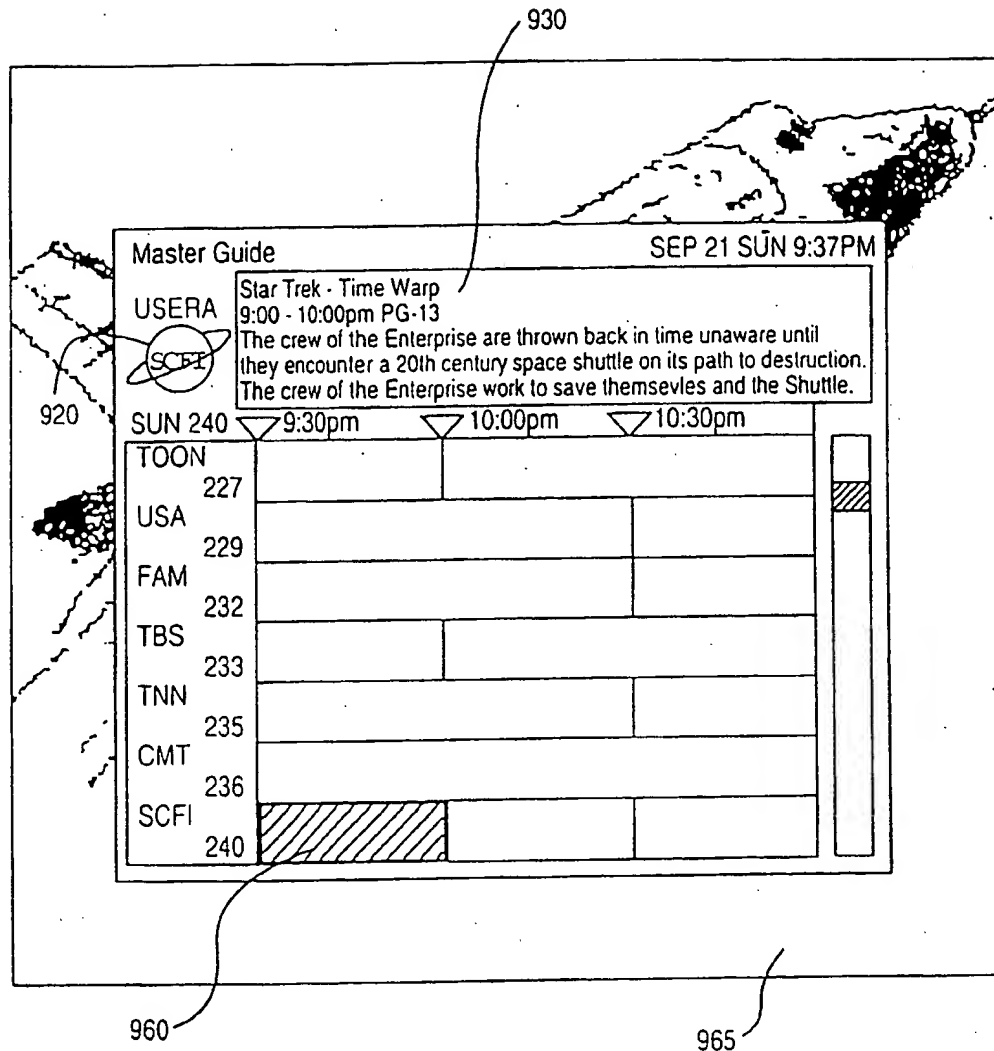 930
Master Guide SEP 21 SUN 9:37PM
USERA
SCFI
Star Trek - Time Warp
9:00 - 10:00pm PG-13
The crew of the Enterprise are thrown back in time unaware until
they encounter a 20th century space shuttle on its path to destruction.
The crew of the Enterprise work to save themsevles and the Shuttle.
920
SUN 240 9:30pm 10:00pm 10:30pm
TOON
227
USA
229
FAM
232
TBS
233
TNN
235
CMT
236
SCFI
240
960
965